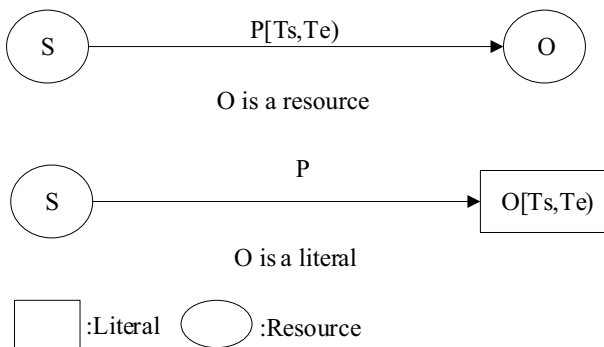 S P[Ts,Te) O
O is a resource
P
S O[Ts,Te)
O is a literal
:Literal :Resource